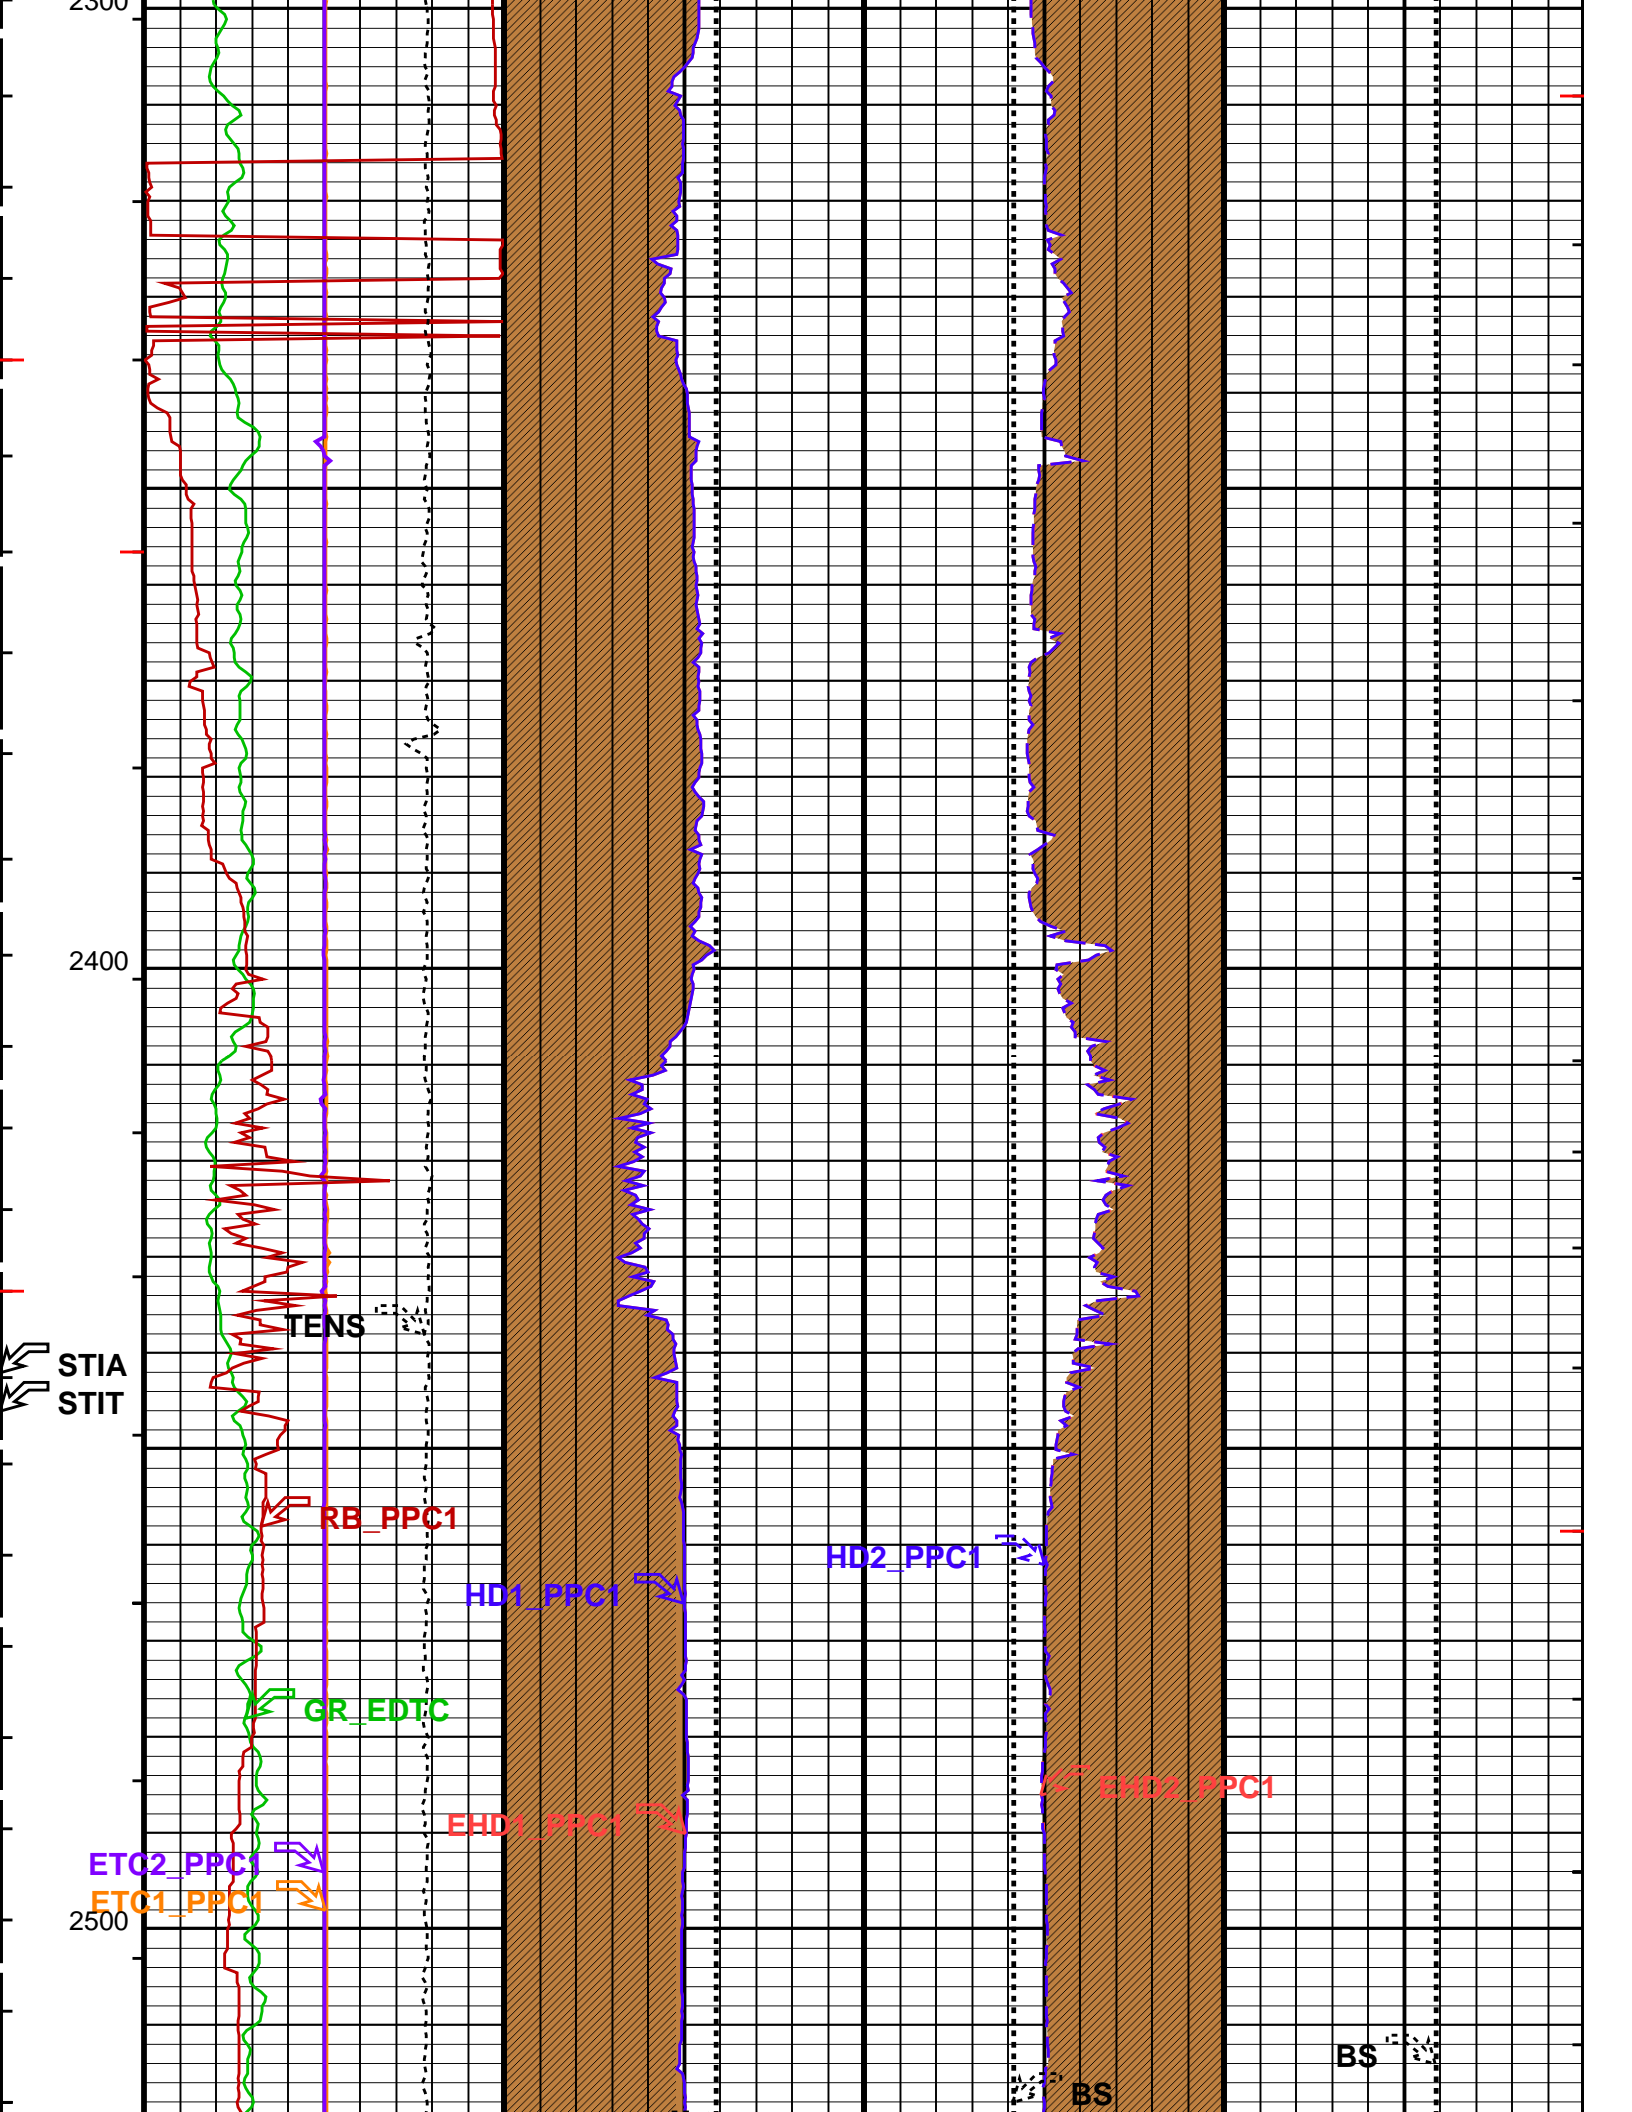 2300
2400
TENS
STIA
STIT
RB_PPC1
HD2_PPC1
HD1_PPC1
GR_EDTC
EHD2_PPC1
EHD1_PPC1
ETC2_PPC1
ETC1_PPC1
2500
BS
BS